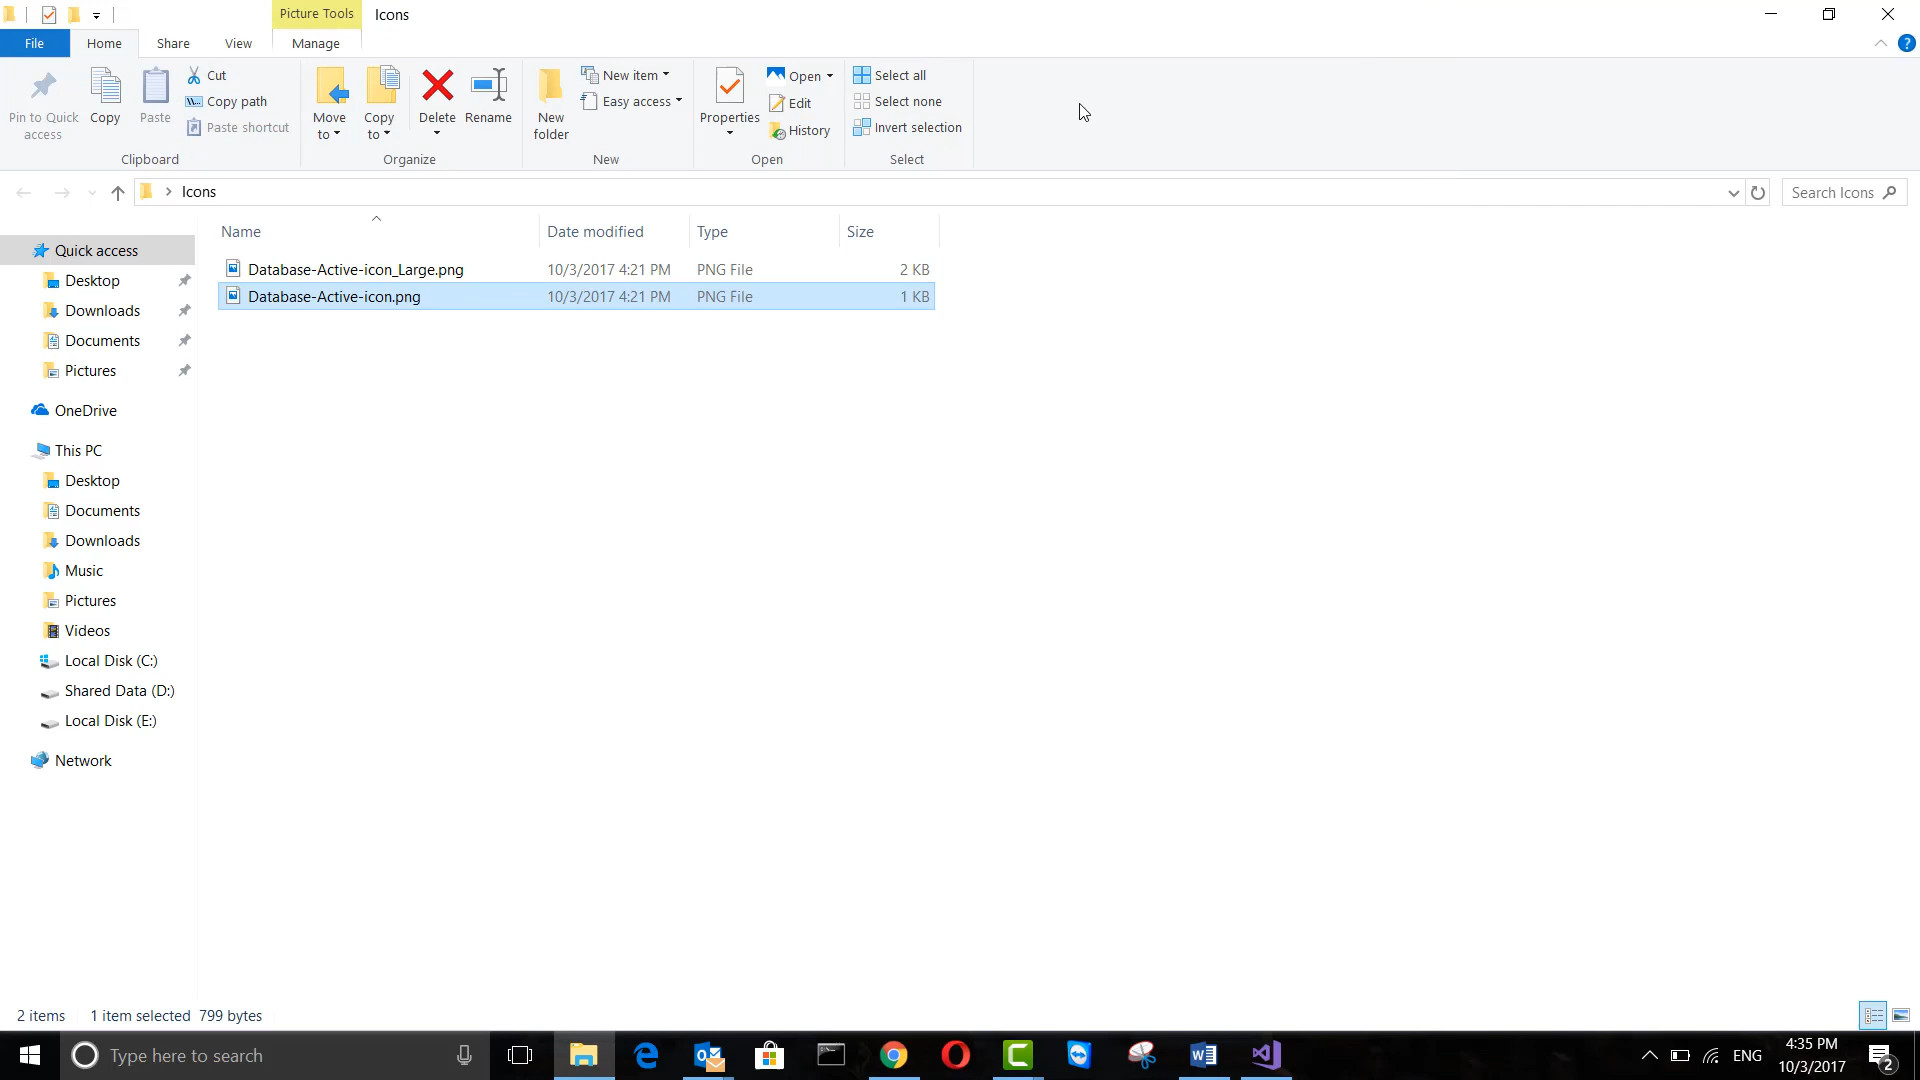 Picture Tools
Icons
File
Home
Share
View
Manage
Pin to Quick access
Copy
Paste
Cut
Copy path
Paste shortcut
Clipboard
Move to
Copy to
Delete
Rename
Organize
New folder
New item
Easy access
New
Properties
Open
Edit
History
Open
Select all
Select none
Invert selection
Select
Icons
Search Icons
Name
Date modified
Type
Size
Database-Active-icon_Large.png 10/3/2017 4:21 PM PNG File 2 KB
Database-Active-icon.png 10/3/2017 4:21 PM PNG File 1 KB
Quick access
Desktop
Downloads
Documents
Pictures
OneDrive
This PC
Desktop
Documents
Downloads
Music
Pictures
Videos
Local Disk (C:)
Shared Data (D:)
Local Disk (E:)
Network
2 items 1 item selected 799 bytes
Type here to search
ENG
4:35 PM
10/3/2017
2